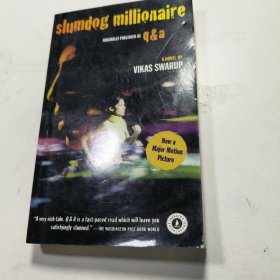 slumdog millionaire
ORIGINALLY PUBLISHED AS q&a
A NOVEL BY
VIKAS SWARUP
Now a
Major Motion
Picture
"A very rich tale. Q & A is a fast-paced read which will leave you
satisfyingly stunned." — THE WASHINGTON POST BOOK WORLD